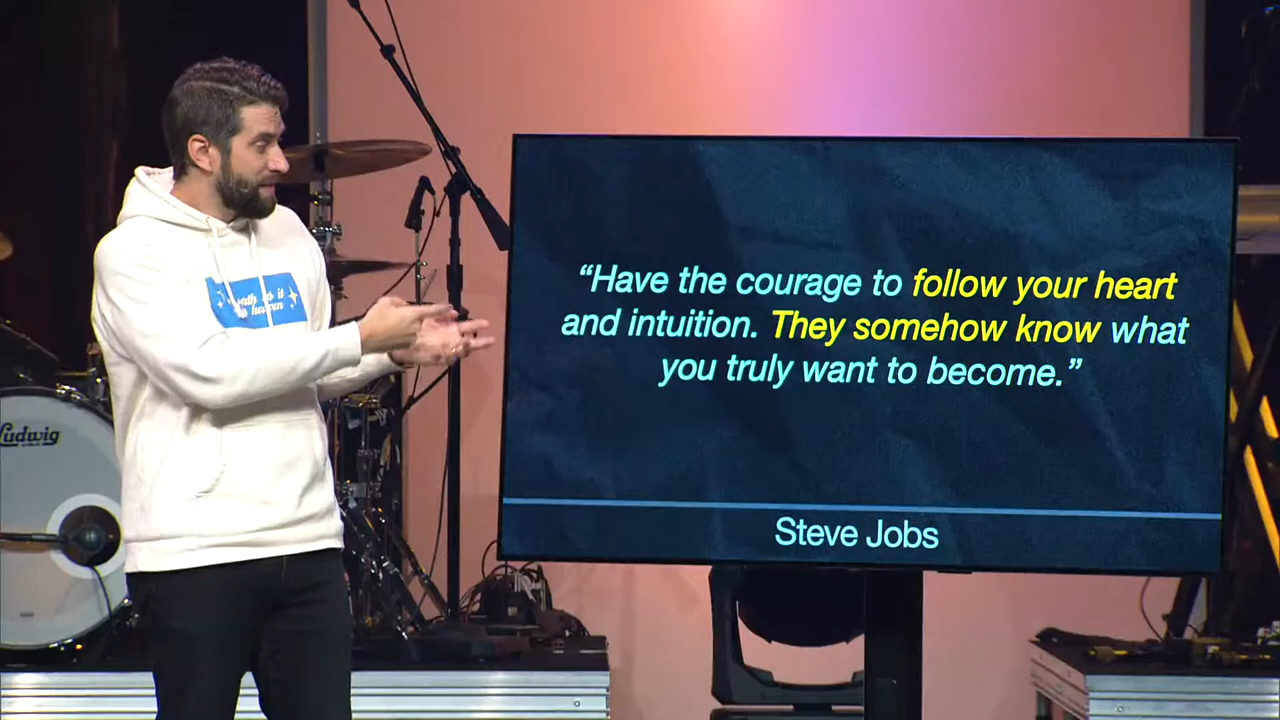 Ludwig
"Have the courage to follow your heart
and intuition. They somehow know what
you truly want to become."
Steve Jobs
heaven